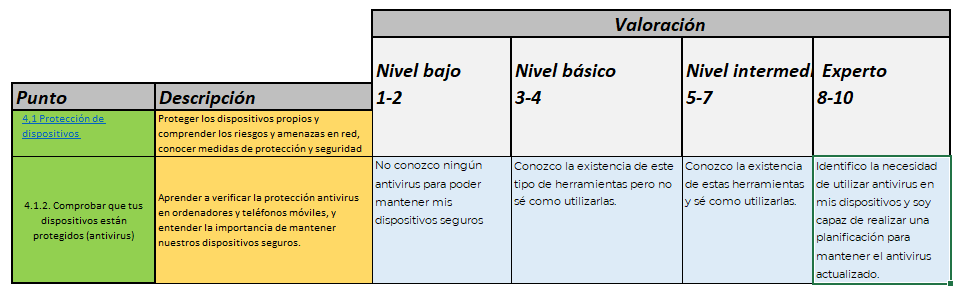 Valoración
Nivel bajo
1-2
Nivel básico
3-4
Nivel intermedi
5-7
Experto
8-10
Punto
Descripción
4,1 Protección de
dispositivos
Proteger los dispositivos propios y
comprender los riesgos y amenazas en red,
conocer medidas de protección y seguridad
4.1.2. Comprobar que tus
dispositivos están
protegidos (antivirus)
Aprender a verificar la protección antivirus
en ordenadores y teléfonos móviles, y
entender la importancia de mantener
nuestros dispositivos seguros.
No conozco ningún
antivirus para poder
mantener mis
dispositivos seguros
Conozco la existencia de este
tipo de herramientas pero no
sé como utilizarlas.
Conozco la existencia
de estas herramientas
y sé como utilizarlas.
Identifico la necesidad
de utilizar antivirus en
mis dispositivos y soy
capaz de realizar una
planificación para
mantener el antivirus
actualizado.